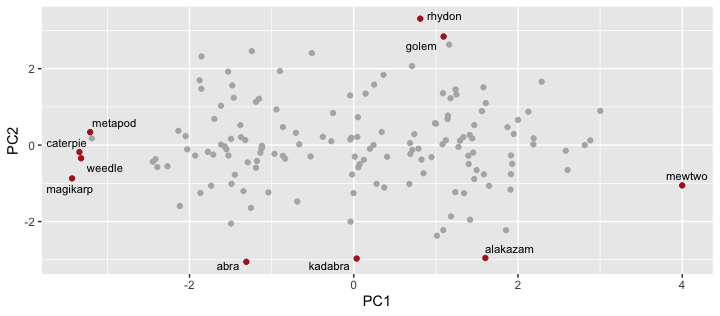 rhydon
golem
metapod
caterpie
weedle
magikarp
mewtwo
abra
kadabra
alakazam
PC2
2
0
-2
-2
0
2
4
PC1